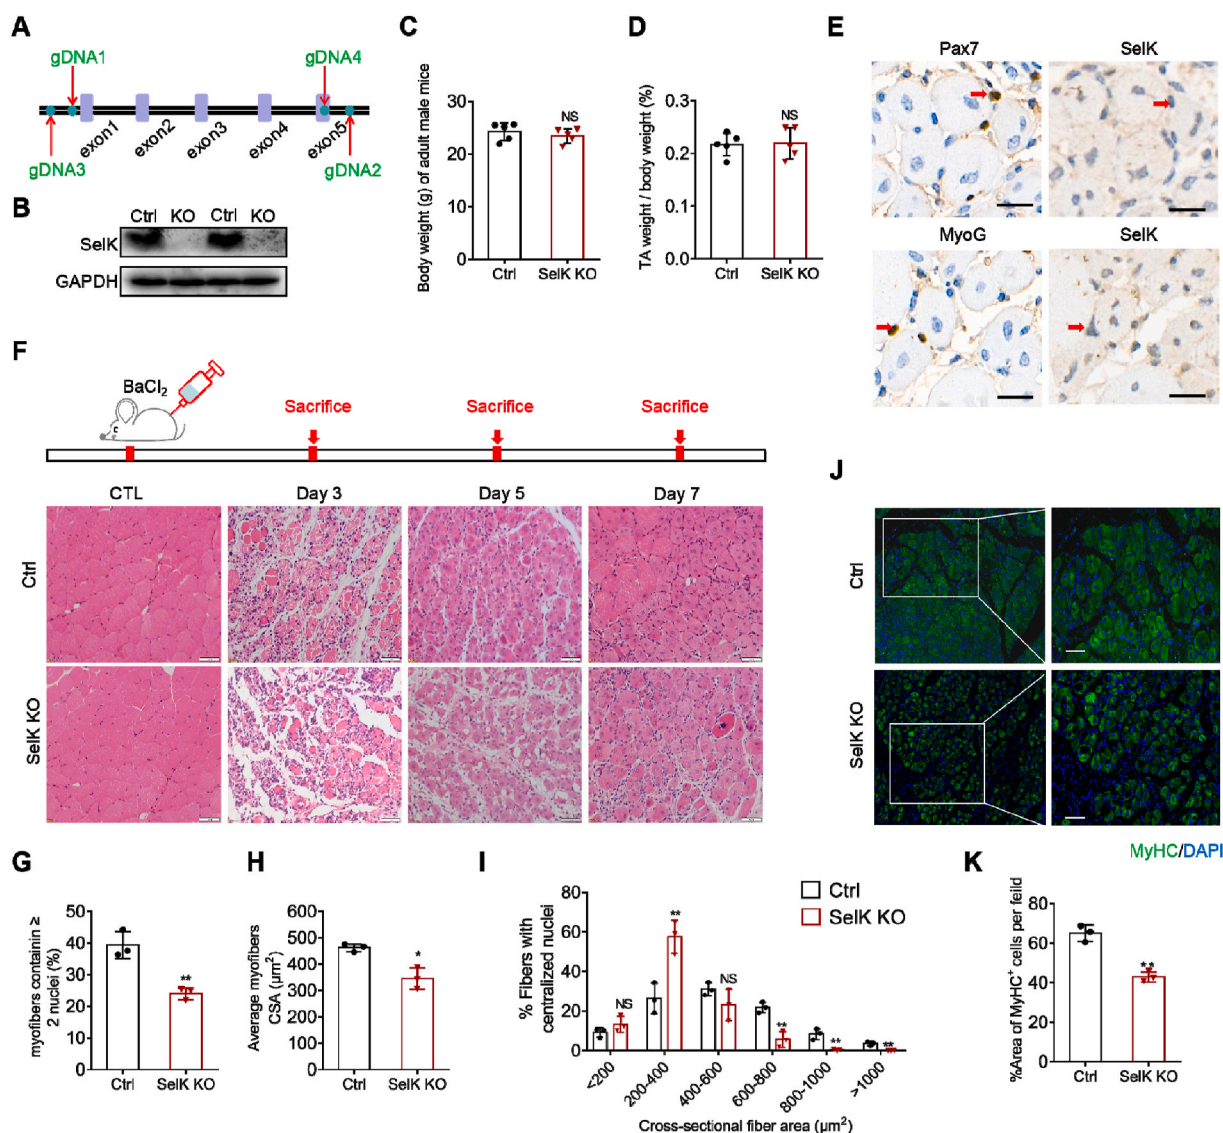 A
gDNA1
gDNA4
exon1
exon2
exon3
exon4
exon5
gDNA3
gDNA2
B
Ctrl KO Ctrl KO
SelK
GAPDH
C
Body weight (g) of adult male mice
30
20
10
0
NS
Ctrl
SelK KO
D
TA weight / body weight (%)
0.3
0.2
0.1
0.0
NS
Ctrl
SelK KO
E
Pax7
SelK
MyoG
SelK
F
BaCl2
Sacrifice
Sacrifice
Sacrifice
CTL
Day 3
Day 5
Day 7
Ctrl
SelK KO
J
Ctrl
SelK KO
MyHC/DAPI
G
myofibers containin ≥
2 nuclei (%)
50
40
30
20
10
0
**
Ctrl
SelK KO
H
Average myofibers
CSA (μm²)
600
500
400
300
200
100
0
*
Ctrl
SelK KO
I
% Fibers with
centralized nuclei
80
60
40
20
0
Ctrl
SelK KO
NS
**
NS
**
**
**
<200
200-400
400-600
600-800
800-1000
>1000
Cross-sectional fiber area (μm²)
K
%Area of MyHC⁺ cells per feild
80
60
40
20
0
**
Ctrl
SelK KO